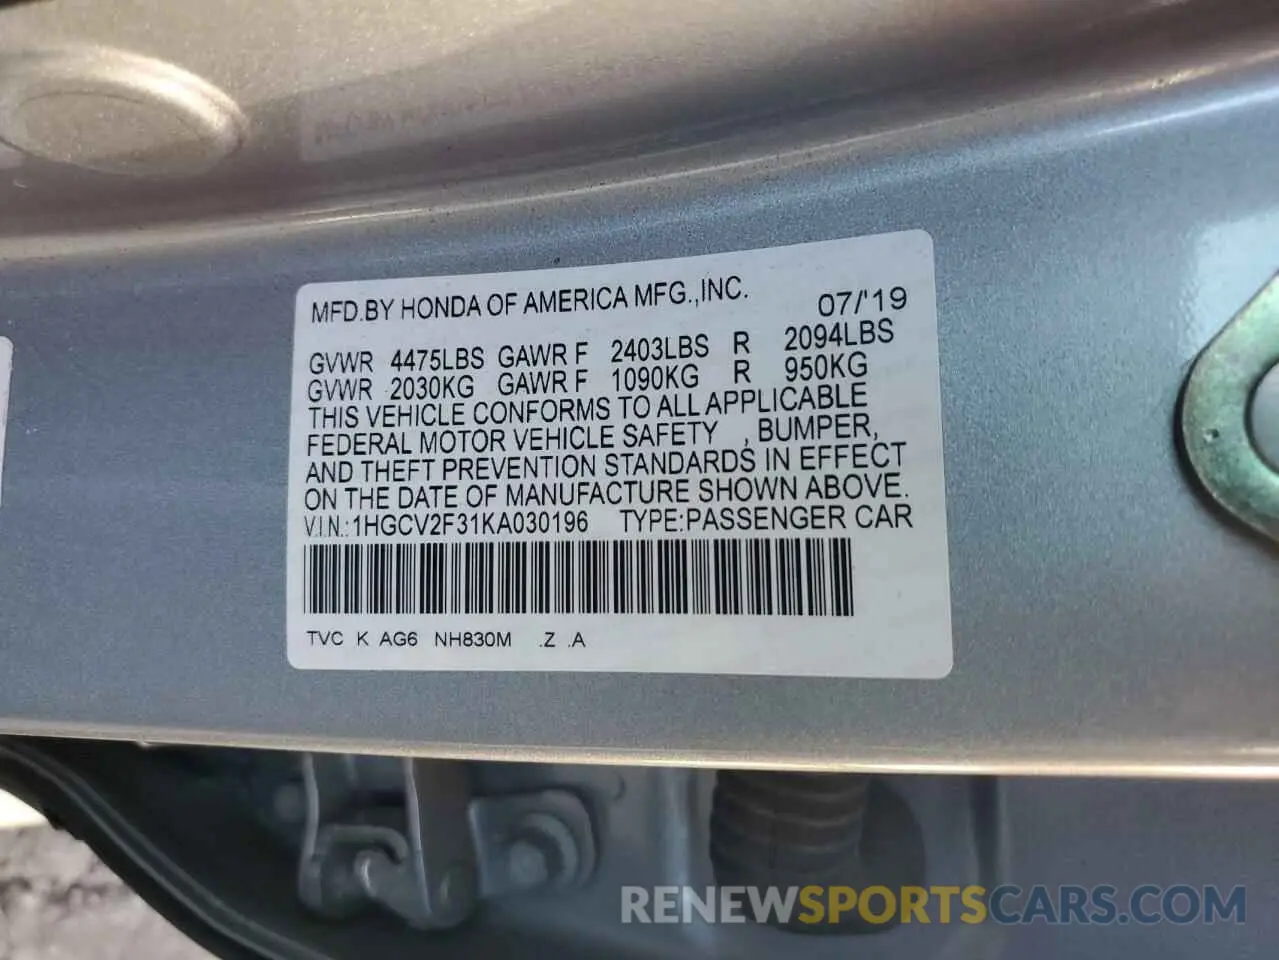 MFD.BY HONDA OF AMERICA MFG.,INC. 07/'19
GVWR 4475LBS GAWR F 2403LBS R 2094LBS
GVWR 2030KG GAWR F 1090KG R 950KG
THIS VEHICLE CONFORMS TO ALL APPLICABLE
FEDERAL MOTOR VEHICLE SAFETY , BUMPER,
AND THEFT PREVENTION STANDARDS IN EFFECT
ON THE DATE OF MANUFACTURE SHOWN ABOVE.
V.I.N.:1HGCV2F31KA030196 TYPE:PASSENGER CAR
TVC K AG6 NH830M .Z .A
RENEWSPORTSCARS.COM